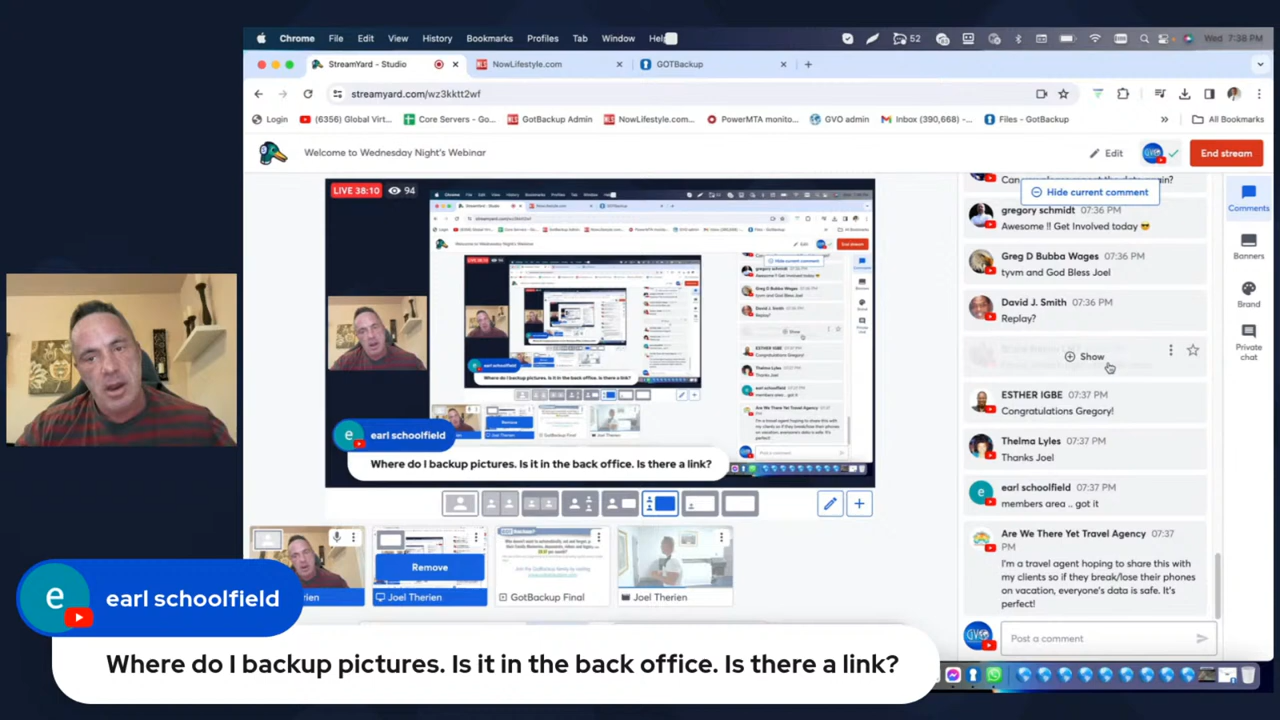 Chrome File Edit View History Bookmarks Profiles Tab Window Help
52
Wed 7:38 PM
StreamYard - Studio
NowLifestyle.com
GOTBackup
streamyard.com/wz3kktt2wf
Login
(6356) Global Virt...
Core Servers - Go...
GotBackup Admin
NowLifestyle.com...
PowerMTA monito...
GVO admin
Inbox (390,668) -...
Files - GotBackup
All Bookmarks
Welcome to Wednesday Night's Webinar
Edit
End stream
LIVE 38:10
94
Hide current comment
gregory schmidt 07:36 PM
Awesome !! Get Involved today
Greg D Bubba Wages 07:36 PM
tyvm and God Bless Joel
David J. Smith 07:36 PM
Replay?
Show
ESTHER IGBE 07:37 PM
Congratulations Gregory!
Thelma Lyles 07:37 PM
Thanks Joel
earl schoolfield 07:37 PM
members area .. got it
Are We There Yet Travel Agency 07:37
PM
I'm a travel agent hoping to share this with
my clients so if they break/lose their phones
on vacation, everyone's data is safe. It's
perfect!
Post a comment
Comments
Banners
Brand
Private
chat
e earl schoolfield
Where do I backup pictures. Is it in the back office. Is there a link?
Remove
Joel Therien
GotBackup Final
Joel Therien
e earl schoolfield
Where do I backup pictures. Is it in the back office. Is there a link?